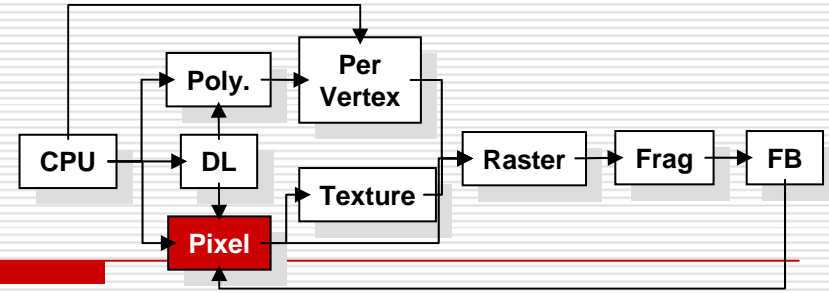 Poly.
Per
Vertex
CPU
DL
Raster
Frag
FB
Texture
Pixel